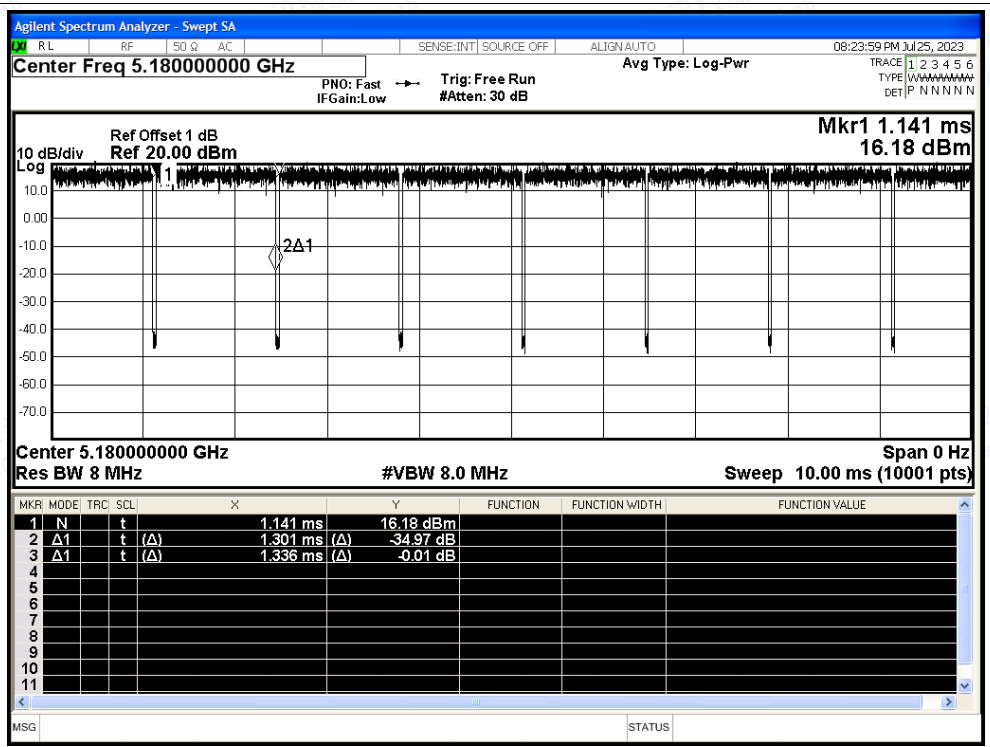 Agilent Spectrum Analyzer - Swept SA
LXI RL RF 50 Ω AC SENSE:INT SOURCE OFF ALIGN AUTO 08:23:59 PM Jul 25, 2023
Center Freq 5.180000000 GHz
PNO: Fast
IFGain:Low
Trig: Free Run
#Atten: 30 dB
Avg Type: Log-Pwr
TRACE 1 2 3 4 5 6
TYPE W
DET P N N N N N
Mkr1 1.141 ms
16.18 dBm
Ref Offset 1 dB
10 dB/div Ref 20.00 dBm
Log
1
10.0
0.00
-10.0
2Δ1
-20.0
-30.0
-40.0
-50.0
-60.0
-70.0
Center 5.180000000 GHz Span 0 Hz
Res BW 8 MHz #VBW 8.0 MHz Sweep 10.00 ms (10001 pts)
MKR MODE TRC SCL X Y FUNCTION FUNCTION WIDTH FUNCTION VALUE
1 N t 1.141 ms 16.18 dBm
2 Δ1 t (Δ) 1.301 ms (Δ) -34.97 dB
3 Δ1 t (Δ) 1.336 ms (Δ) -0.01 dB
4
5
6
7
8
9
10
11
MSG STATUS